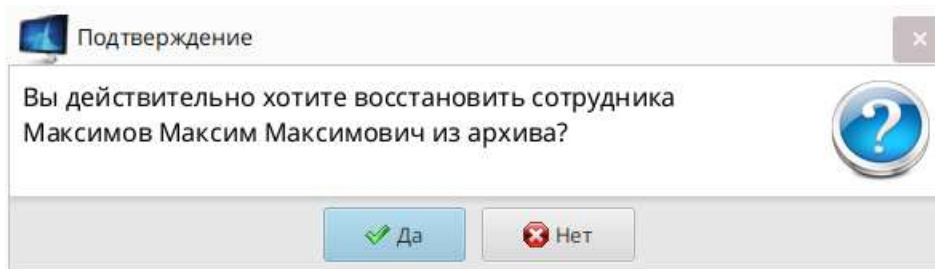 Подтверждение
Вы действительно хотите восстановить сотрудника
Максимов Максим Максимович из архива?
Да
Нет